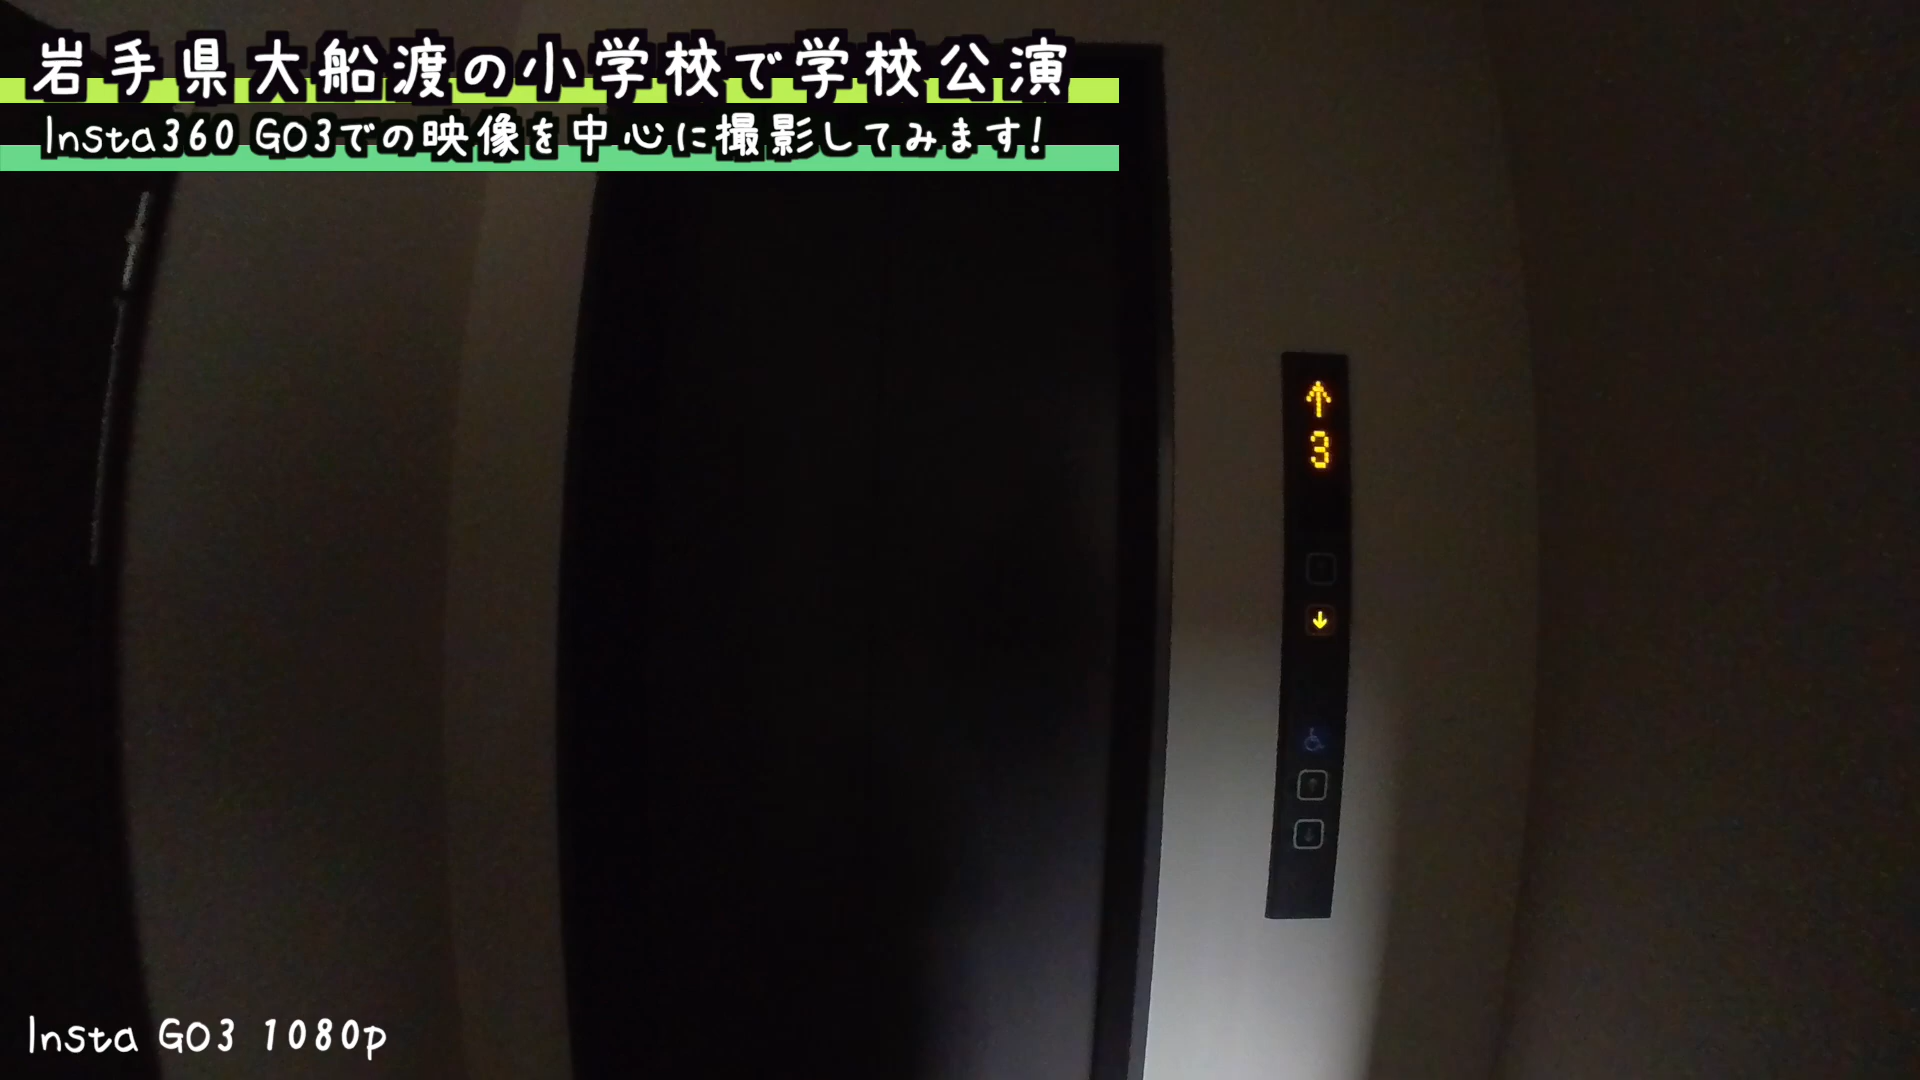 岩手県大船渡の小学校で学校公演
Insta360 GO3での映像を中心に撮影してみます!
↑
3
↓
Insta GO3 1080p